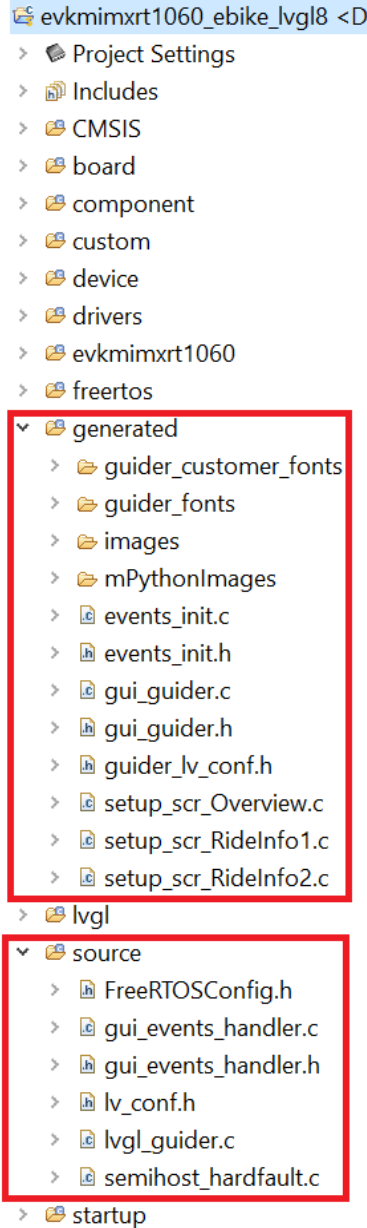 evkmimxrt1060_ebike_lvgl8 <D
Project Settings
Includes
CMSIS
board
component
custom
device
drivers
evkmimxrt1060
freertos
generated
guider_customer_fonts
guider_fonts
images
mPythonImages
events_init.c
events_init.h
gui_guider.c
gui_guider.h
guider_lv_conf.h
setup_scr_Overview.c
setup_scr_RideInfo1.c
setup_scr_RideInfo2.c
lvgl
source
FreeRTOSConfig.h
gui_events_handler.c
gui_events_handler.h
lv_conf.h
lvgl_guider.c
semihost_hardfault.c
startup